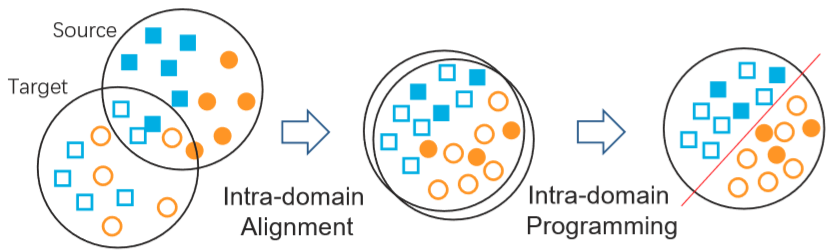 Source
Target
Intra-domain
Alignment
Intra-domain
Programming